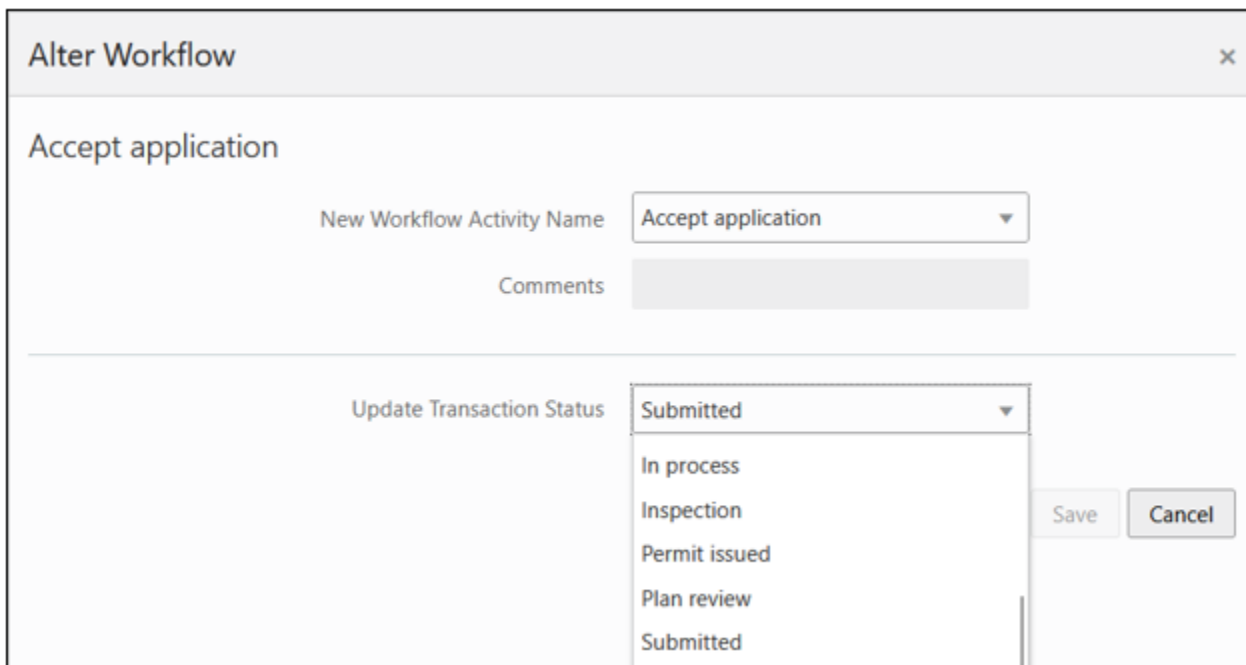 Alter Workflow ×
Accept application
New Workflow Activity Name Accept application
Comments
Update Transaction Status Submitted
In process
Inspection
Save Cancel
Permit issued
Plan review
Submitted